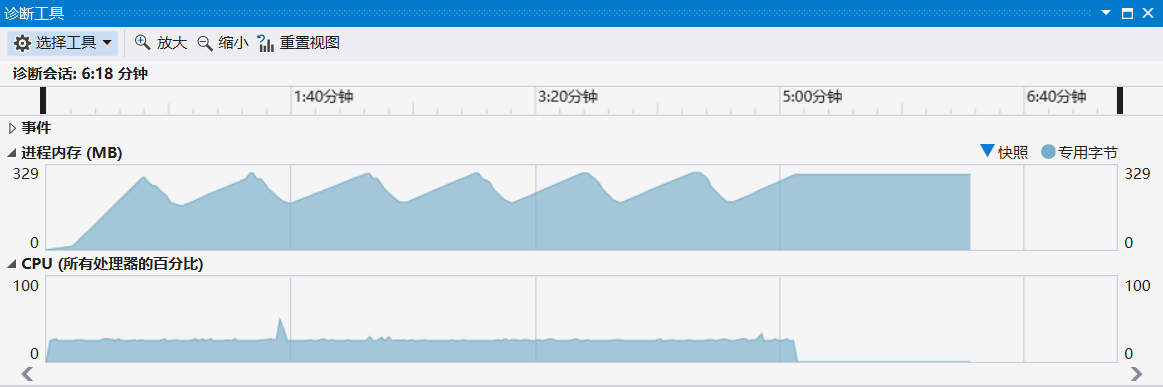 诊断工具
选择工具 放大 缩小 重置视图
诊断会话: 6:18 分钟
1:40分钟 3:20分钟 5:00分钟 6:40分钟
事件
进程内存 (MB) 快照 专用字节
329 329
0 0
CPU (所有处理器的百分比)
100 100
0 0